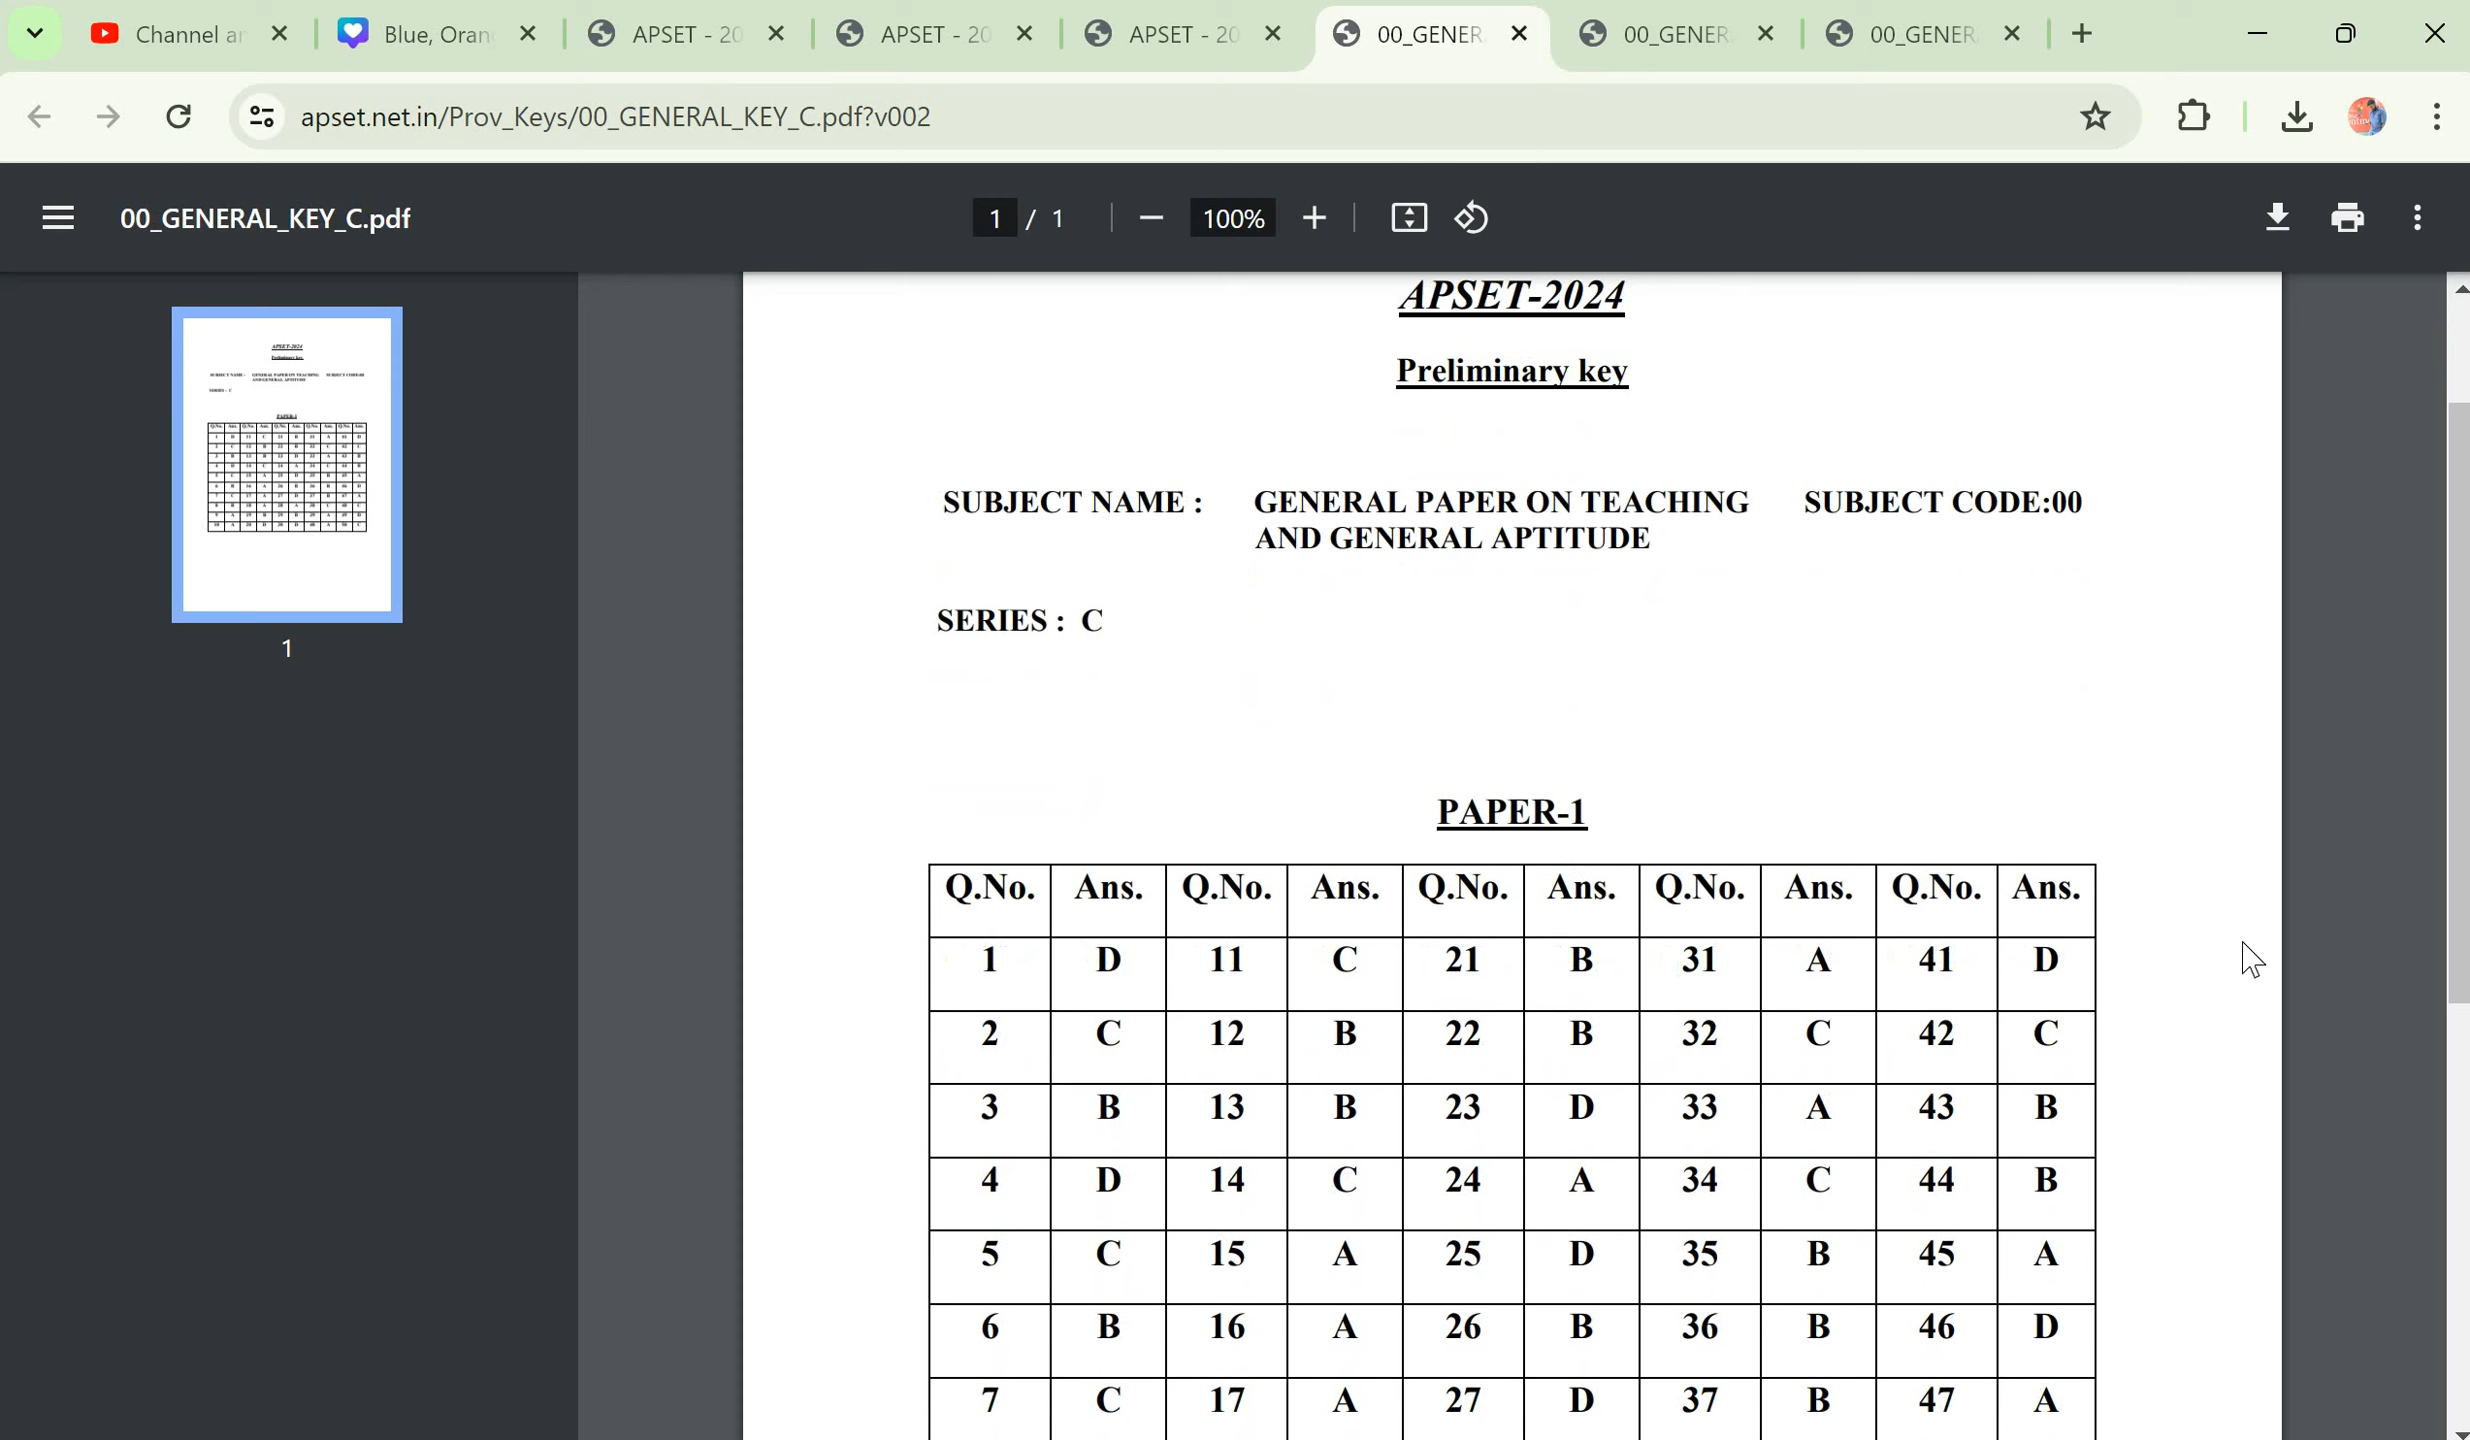 Channel ar
Blue, Oran
APSET - 20
APSET - 20
APSET - 20
00_GENER
00_GENER
00_GENER
apset.net.in/Prov_Keys/00_GENERAL_KEY_C.pdf?v002
00_GENERAL_KEY_C.pdf
1 / 1
100%
1
APSET-2024
Preliminary key
SUBJECT NAME : GENERAL PAPER ON TEACHING SUBJECT CODE:00
AND GENERAL APTITUDE
SERIES : C
PAPER-1
Q.No. Ans. Q.No. Ans. Q.No. Ans. Q.No. Ans. Q.No. Ans.
1 D 11 C 21 B 31 A 41 D
2 C 12 B 22 B 32 C 42 C
3 B 13 B 23 D 33 A 43 B
4 D 14 C 24 A 34 C 44 B
5 C 15 A 25 D 35 B 45 A
6 B 16 A 26 B 36 B 46 D
7 C 17 A 27 D 37 B 47 A